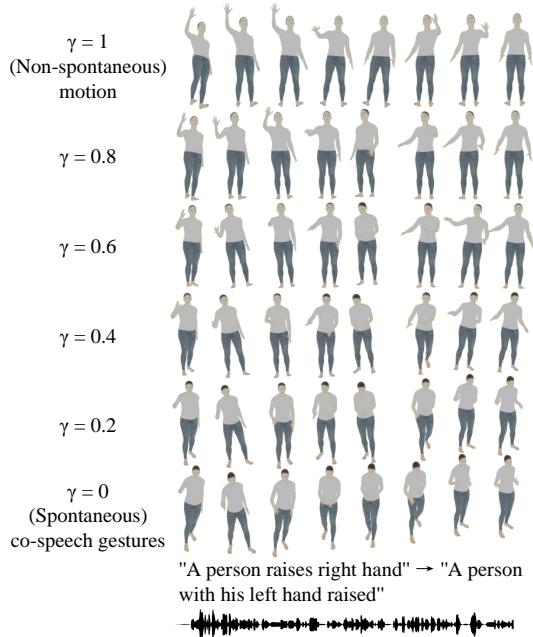 γ = 1
(Non-spontaneous)
motion
γ = 0.8
γ = 0.6
γ = 0.4
γ = 0.2
γ = 0
(Spontaneous)
co-speech gestures
"A person raises right hand" → "A person
with his left hand raised"